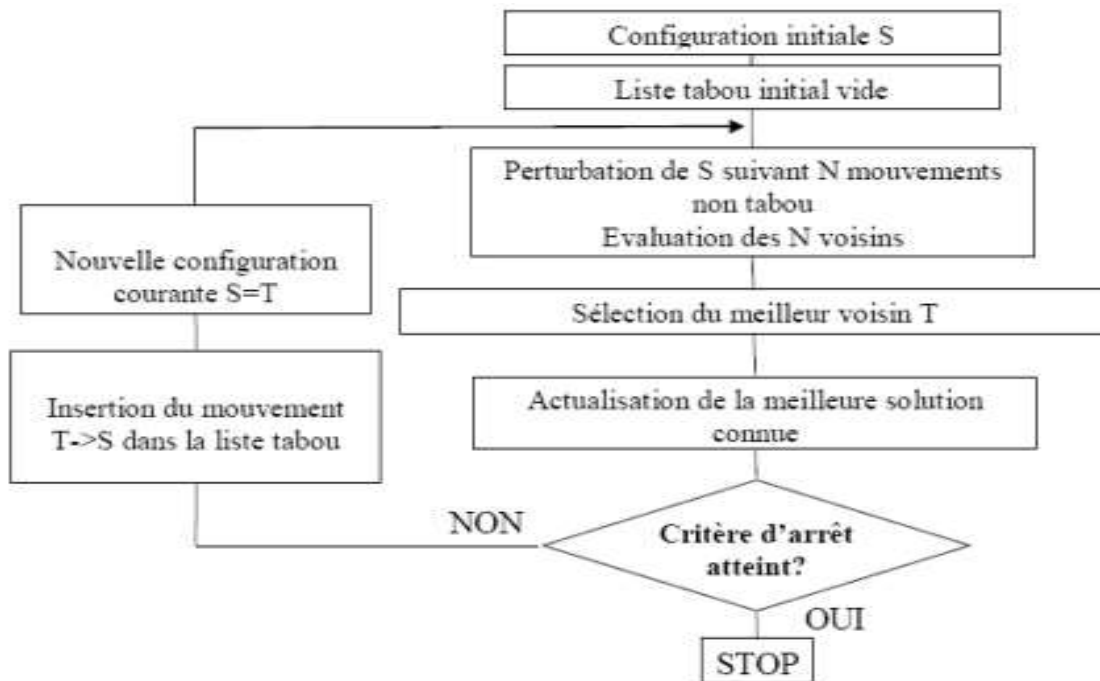 Configuration initiale S
Liste tabou initial vide
Perturbation de S suivant N mouvements
non tabou
Evaluation des N voisins
Sélection du meilleur voisin T
Actualisation de la meilleure solution
connue
Critère d'arrêt
atteint?
OUI
STOP
NON
Insertion du mouvement
T->S dans la liste tabou
Nouvelle configuration
courante S=T